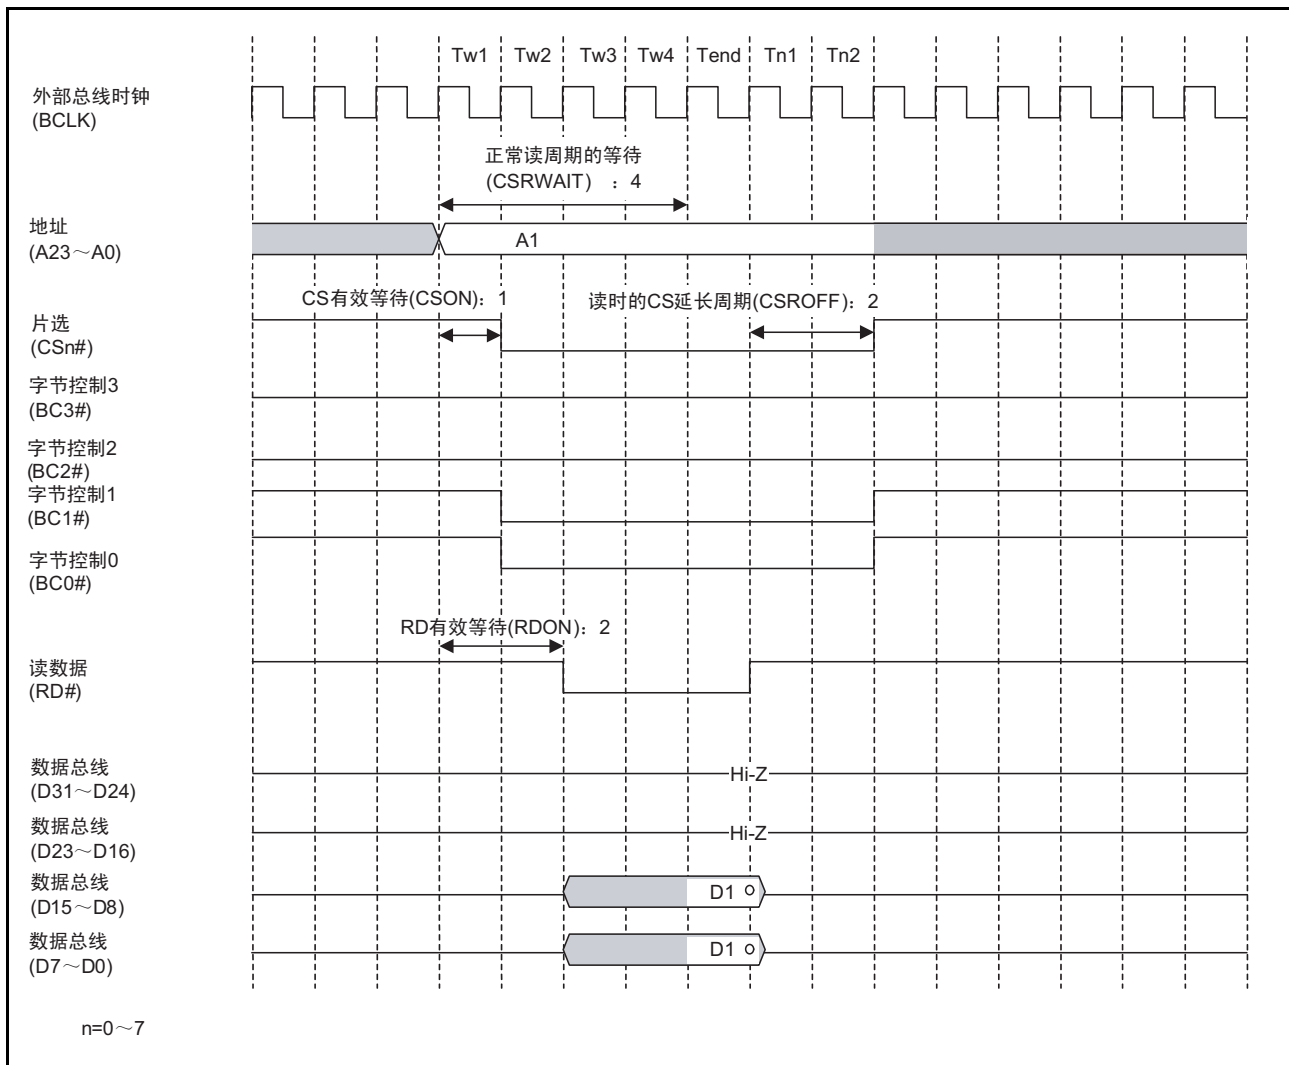 Tw1 Tw2 Tw3 Tw4 Tend Tn1 Tn2
外部总线时钟
(BCLK)
正常读周期的等待
(CSRWAIT) ：4
地址
(A23～A0)
A1
CS有效等待(CSON)：1
读时的CS延长周期(CSROFF)：2
片选
(CSn#)
字节控制3
(BC3#)
字节控制2
(BC2#)
字节控制1
(BC1#)
字节控制0
(BC0#)
RD有效等待(RDON)：2
读数据
(RD#)
数据总线
(D31～D24)
Hi-Z
数据总线
(D23～D16)
Hi-Z
数据总线
(D15～D8)
D1
数据总线
(D7～D0)
D1
n=0～7